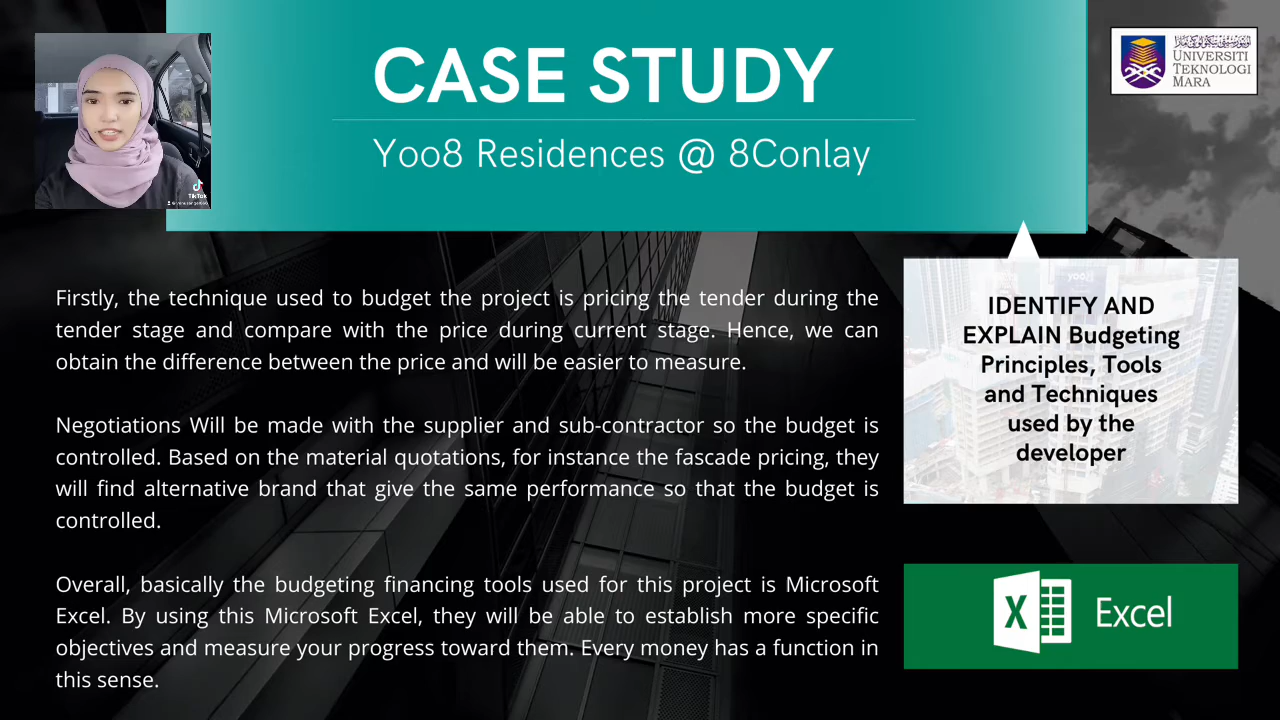 CASE STUDY
Yoo8 Residences @ 8Conlay
UNIVERSITI
TEKNOLOGI
MARA
TikTok
Firstly, the technique used to budget the project is pricing the tender during the
tender stage and compare with the price during current stage. Hence, we can
obtain the difference between the price and will be easier to measure.
Negotiations Will be made with the supplier and sub-contractor so the budget is
controlled. Based on the material quotations, for instance the fascade pricing, they
will find alternative brand that give the same performance so that the budget is
controlled.
Overall, basically the budgeting financing tools used for this project is Microsoft
Excel. By using this Microsoft Excel, they will be able to establish more specific
objectives and measure your progress toward them. Every money has a function in
this sense.
yoo8
IDENTIFY AND
EXPLAIN Budgeting
Principles, Tools
and Techniques
used by the
developer
X
Excel